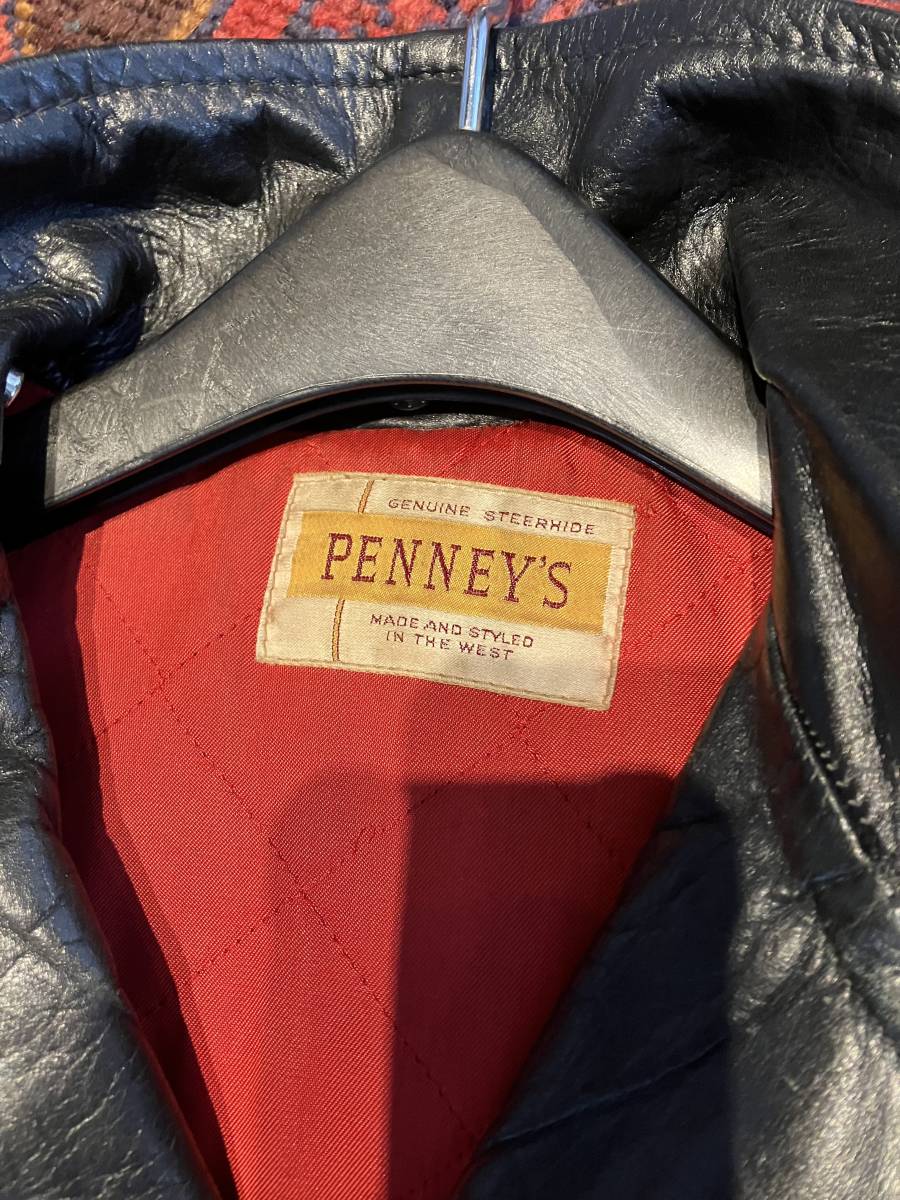 GENUINE STEERHIDE
PENNEY'S
MADE AND STYLED
IN THE WEST